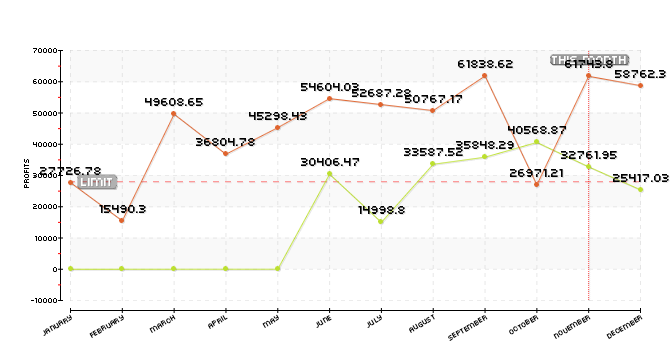 70000
THIS MONTH
61838.62
61743.8
60000
58762.3
54604.03
52687.28
50767.17
50000
49608.65
45298.43
40568.87
40000
36804.78
35848.29
33587.52
32761.95
30406.47
30000
27726.78
LIMIT
26971.21
25417.03
20000
15490.3
14998.8
10000
0
-10000
PROFITS
JANUARY
FEBRUARY
MARCH
APRIL
MAY
JUNE
JULY
AUGUST
SEPTEMBER
OCTOBER
NOVEMBER
DECEMBER